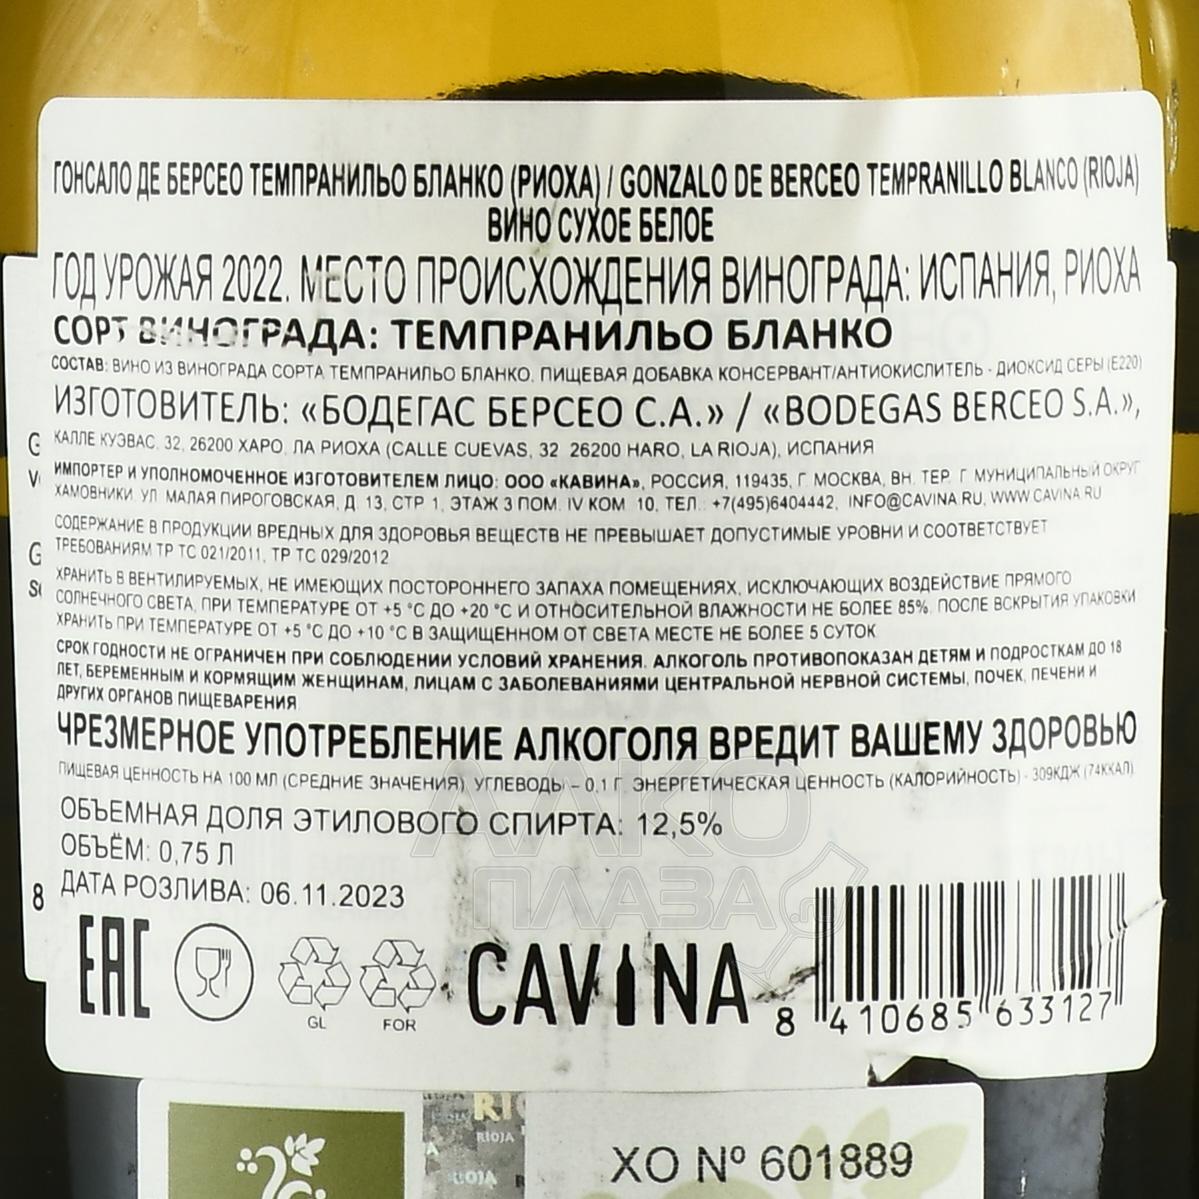 ГОНСАЛО ДЕ БЕРСЕО ТЕМПРАНИЛЬО БЛАНКО (РИОХА) / GONZALO DE BERCEO TEMPRANILLO BLANCO (RIOJA)
ВИНО СУХОЕ БЕЛОЕ
ГОД УРОЖАЯ 2022. МЕСТО ПРОИСХОЖДЕНИЯ ВИНОГРАДА: ИСПАНИЯ, РИОХА
СОРТ ВИНОГРАДА: ТЕМПРАНИЛЬО БЛАНКО
СОСТАВ: ВИНО ИЗ ВИНОГРАДА СОРТА ТЕМПРАНИЛЬО БЛАНКО, ПИЩЕВАЯ ДОБАВКА КОНСЕРВАНТ/АНТИОКИСЛИТЕЛЬ - ДИОКСИД СЕРЫ (E220)
ИЗГОТОВИТЕЛЬ: «БОДЕГАС БЕРСЕО С.А.» / «BODEGAS BERCEO S.A.»,
КАЛЛЕ КУЭВАС, 32, 26200 ХАРО, ЛА РИОХА (CALLE CUEVAS, 32 26200 HARO, LA RIOJA), ИСПАНИЯ
ИМПОРТЕР И УПОЛНОМОЧЕННОЕ ИЗГОТОВИТЕЛЕМ ЛИЦО: ООО «КАВИНА», РОССИЯ, 119435, Г. МОСКВА, ВН. ТЕР. Г. МУНИЦИПАЛЬНЫЙ ОКРУГ
ХАМОВНИКИ, УЛ. МАЛАЯ ПИРОГОВСКАЯ, Д. 13, СТР. 1, ЭТАЖ 3 ПОМ. IV КОМ. 10, ТЕЛ.: +7(495)6404442, INFO@CAVINA.RU, WWW.CAVINA.RU
СОДЕРЖАНИЕ В ПРОДУКЦИИ ВРЕДНЫХ ДЛЯ ЗДОРОВЬЯ ВЕЩЕСТВ НЕ ПРЕВЫШАЕТ ДОПУСТИМЫЕ УРОВНИ И СООТВЕТСТВУЕТ
ТРЕБОВАНИЯМ ТР ТС 021/2011, ТР ТС 029/2012
ХРАНИТЬ В ВЕНТИЛИРУЕМЫХ, НЕ ИМЕЮЩИХ ПОСТОРОННЕГО ЗАПАХА ПОМЕЩЕНИЯХ, ИСКЛЮЧАЮЩИХ ВОЗДЕЙСТВИЕ ПРЯМОГО
СОЛНЕЧНОГО СВЕТА, ПРИ ТЕМПЕРАТУРЕ ОТ +5 °С ДО +20 °С И ОТНОСИТЕЛЬНОЙ ВЛАЖНОСТИ НЕ БОЛЕЕ 85%. ПОСЛЕ ВСКРЫТИЯ УПАКОВКИ
ХРАНИТЬ ПРИ ТЕМПЕРАТУРЕ ОТ +5 °С ДО +10 °С В ЗАЩИЩЕННОМ ОТ СВЕТА МЕСТЕ НЕ БОЛЕЕ 5 СУТОК
СРОК ГОДНОСТИ НЕ ОГРАНИЧЕН ПРИ СОБЛЮДЕНИИ УСЛОВИЙ ХРАНЕНИЯ. АЛКОГОЛЬ ПРОТИВОПОКАЗАН ДЕТЯМ И ПОДРОСТКАМ ДО 18
ЛЕТ, БЕРЕМЕННЫМ И КОРМЯЩИМ ЖЕНЩИНАМ, ЛИЦАМ С ЗАБОЛЕВАНИЯМИ ЦЕНТРАЛЬНОЙ НЕРВНОЙ СИСТЕМЫ, ПОЧЕК, ПЕЧЕНИ И
ДРУГИХ ОРГАНОВ ПИЩЕВАРЕНИЯ
ЧРЕЗМЕРНОЕ УПОТРЕБЛЕНИЕ АЛКОГОЛЯ ВРЕДИТ ВАШЕМУ ЗДОРОВЬЮ
ПИЩЕВАЯ ЦЕННОСТЬ НА 100 МЛ (СРЕДНИЕ ЗНАЧЕНИЯ): УГЛЕВОДЫ – 0,1 Г. ЭНЕРГЕТИЧЕСКАЯ ЦЕННОСТЬ (КАЛОРИЙНОСТЬ) - 309КДЖ (74ККАЛ).
ОБЪЕМНАЯ ДОЛЯ ЭТИЛОВОГО СПИРТА: 12,5%
ОБЪЁМ: 0,75 Л
8
ДАТА РОЗЛИВА: 06.11.2023
EAC
GL
FOR
CAVINA
8 410685 633127
АЛКО
ПЛАЗА.ru
RIOJA
RIOJA
XO Nº 601889